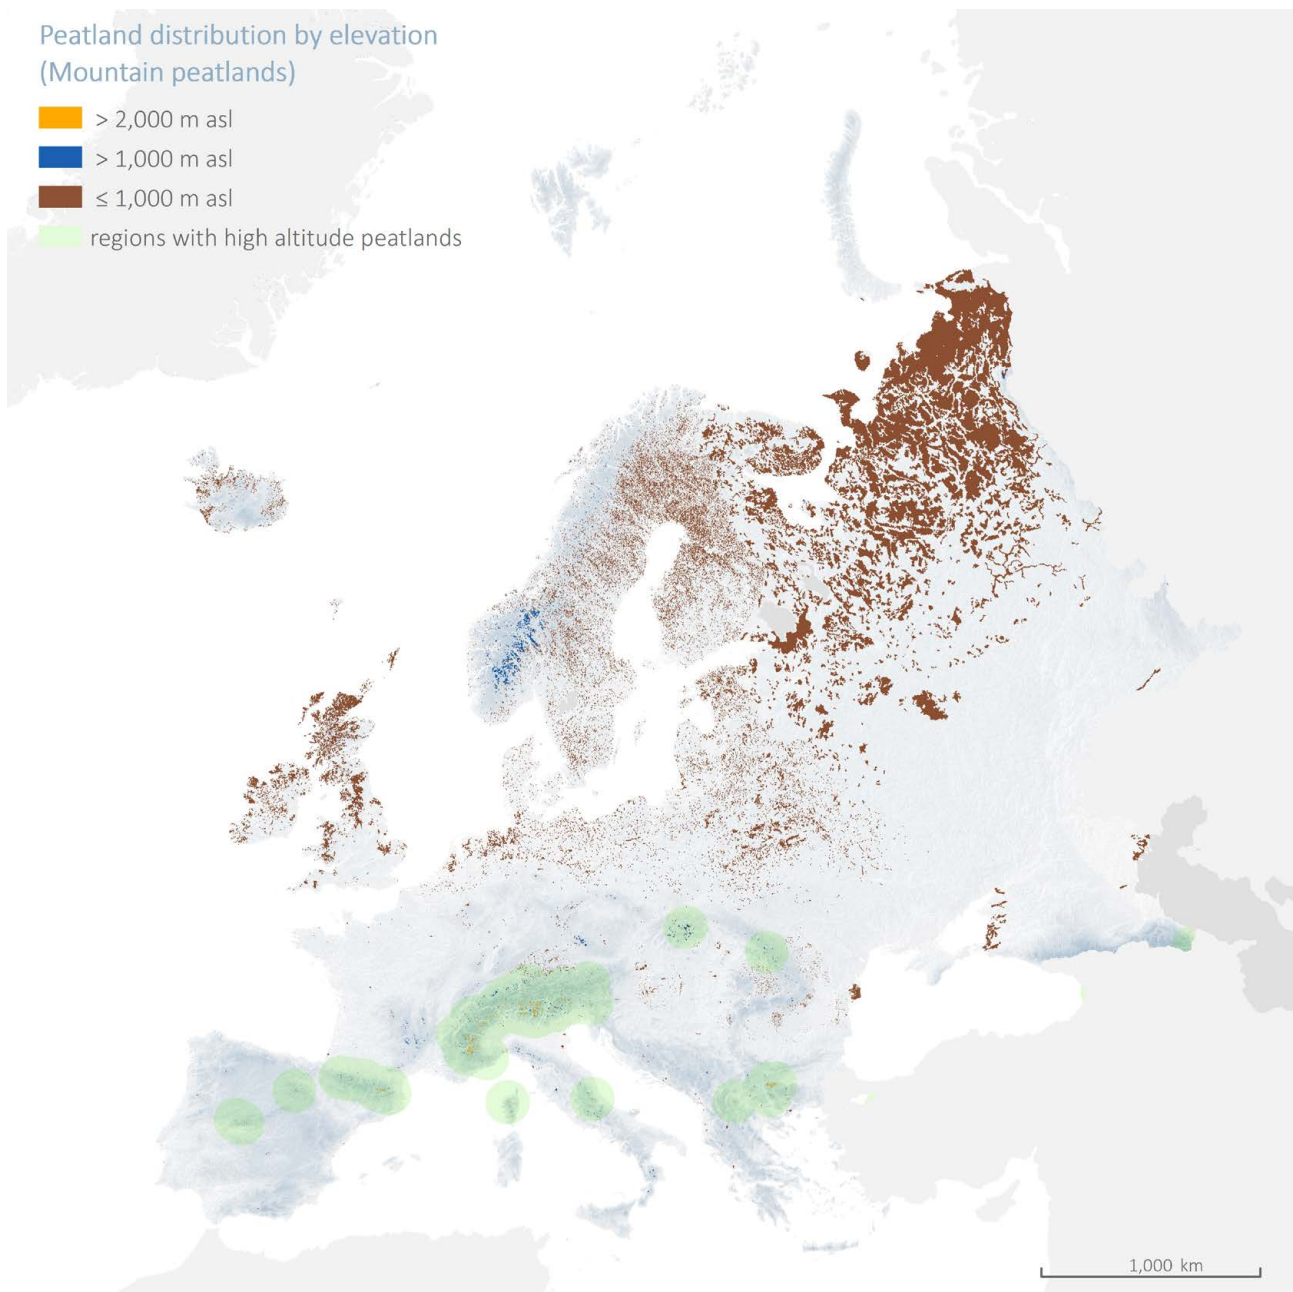 Peatland distribution by elevation
(Mountain peatlands)
> 2,000 m asl
> 1,000 m asl
≤ 1,000 m asl
regions with high altitude peatlands
1,000 km